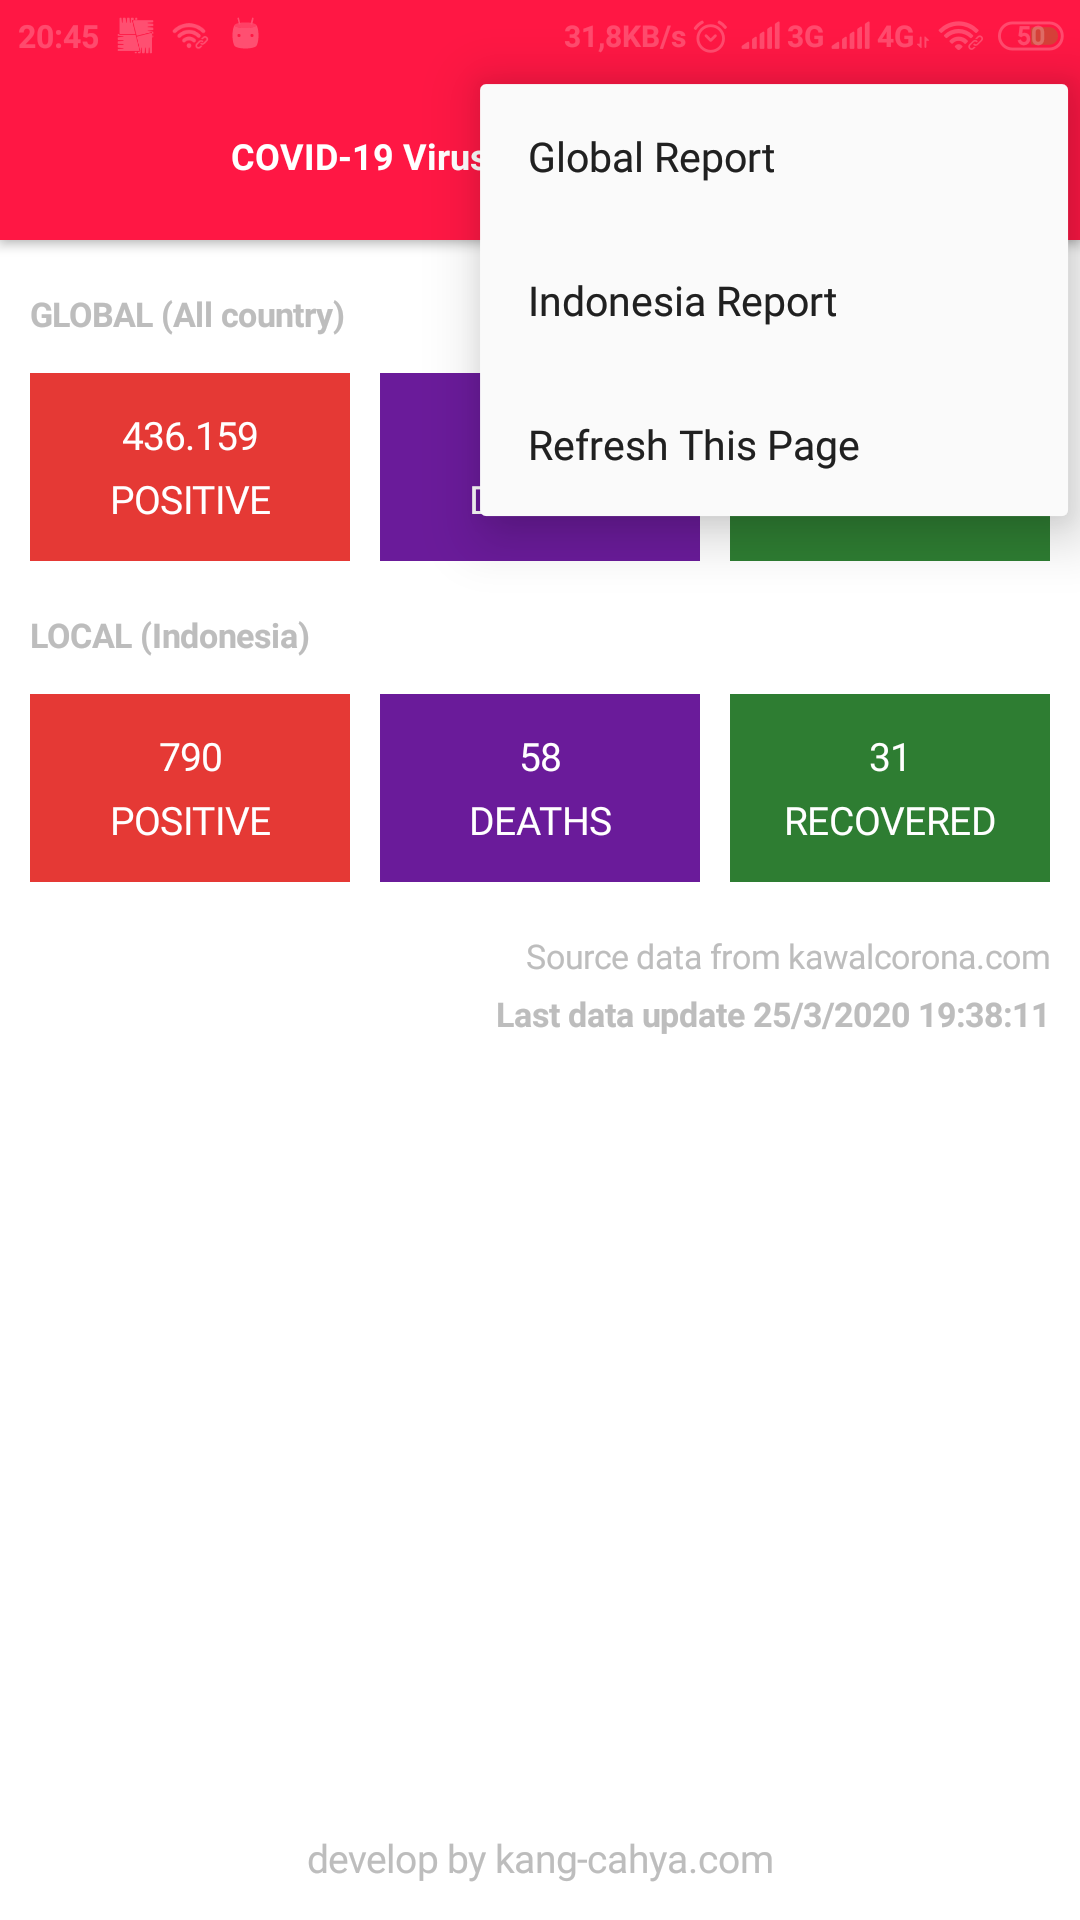 20:45 31,8KB/s 3G 4G 50
COVID-19 Virus
Global Report
Indonesia Report
Refresh This Page
GLOBAL (All country)
436.159
POSITIVE
LOCAL (Indonesia)
790 58 31
POSITIVE DEATHS RECOVERED
Source data from kawalcorona.com
Last data update 25/3/2020 19:38:11
develop by kang-cahya.com